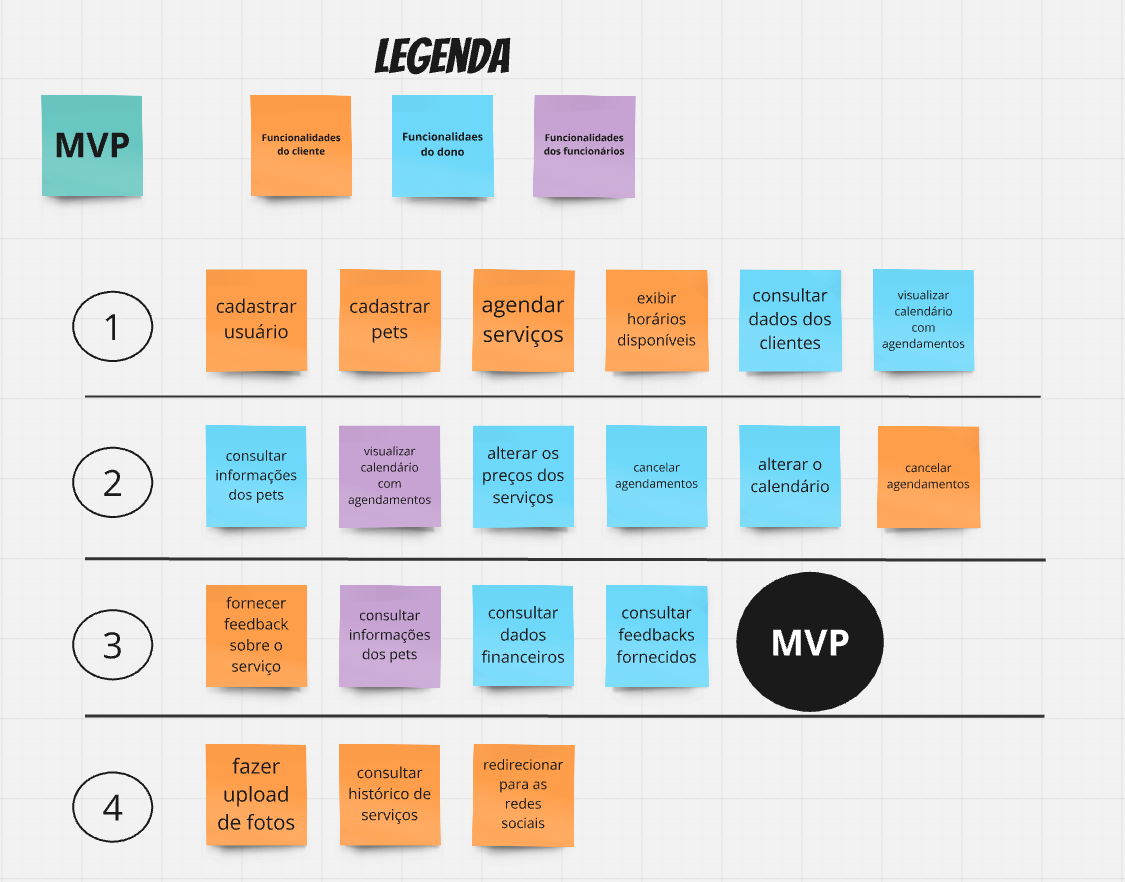 LEGENDA
MVP
Funcionalidades
do cliente
Funcionalidaes
do dono
Funcionalidades
dos funcionários
1
cadastrar
usuário
cadastrar
pets
agendar
serviços
exibir
horários
disponíveis
consultar
dados dos
clientes
visualizar
calendário
com
agendamentos
2
consultar
informações
dos pets
visualizar
calendário
com
agendamentos
alterar os
preços dos
serviços
cancelar
agendamentos
alterar o
calendário
cancelar
agendamentos
3
fornecer
feedback
sobre o
serviço
consultar
informações
dos pets
consultar
dados
financeiros
consultar
feedbacks
fornecidos
MVP
4
fazer
upload
de fotos
consultar
histórico de
serviços
redirecionar
para as
redes
sociais